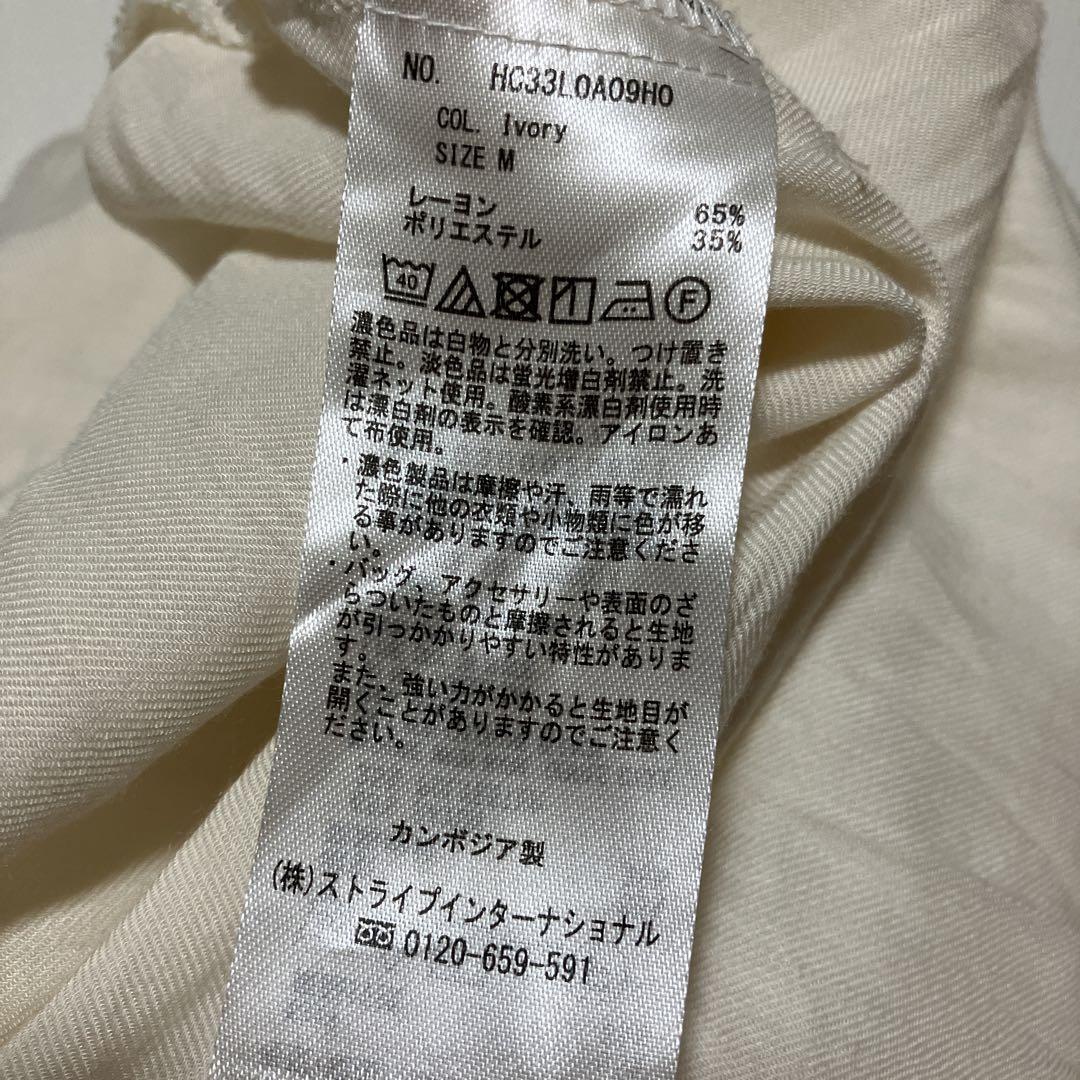 NO. HC33L0A09H0
COL. Ivory
SIZE M
レーヨン 65%
ポリエステル 35%
40 F
濃色品は白物と分別洗い。つけ置き
禁止。淡色品は蛍光増白剤禁止。洗
濯ネット使用。酸素系漂白剤使用時
は漂白剤の表示を確認。アイロンあ
て布使用。
・濃色製品は摩擦や汗、雨等で濡れ
た際に他の衣類や小物類に色が移
る事がありますのでご注意くださ
い。
・バッグ、アクセサリーや表面のざ
らついたものと摩擦されると生地
が引っかかりやすい特性がありま
す。
また、強い力がかかると生地目が
開くことがありますのでご注意く
ださい。
カンボジア製
(株)ストライプインターナショナル
0120-659-591